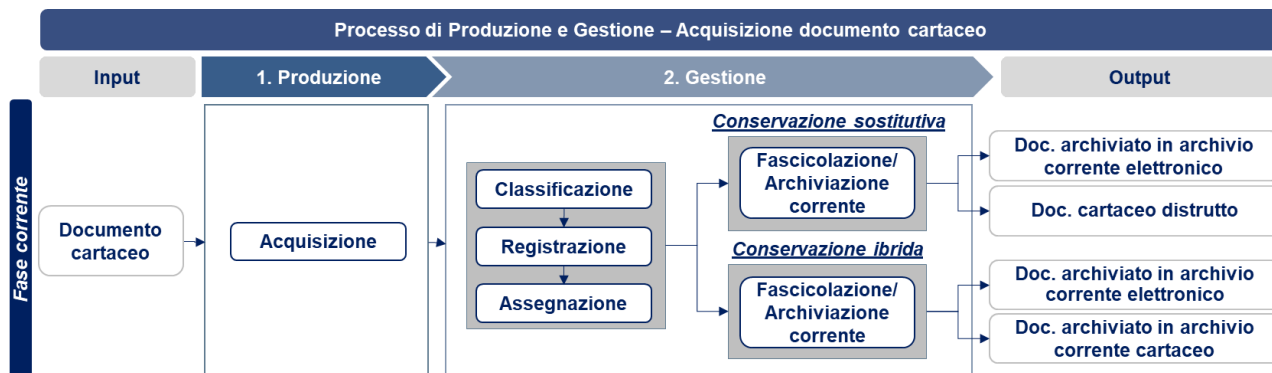 Processo di Produzione e Gestione – Acquisizione documento cartaceo
Input
1. Produzione
2. Gestione
Output
Fase corrente
Documento
cartaceo
Acquisizione
Classificazione
Registrazione
Assegnazione
Conservazione sostitutiva
Fascicolazione/
Archiviazione
corrente
Conservazione ibrida
Fascicolazione/
Archiviazione
corrente
Doc. archiviato in archivio
corrente elettronico
Doc. cartaceo distrutto
Doc. archiviato in archivio
corrente elettronico
Doc. archiviato in archivio
corrente cartaceo